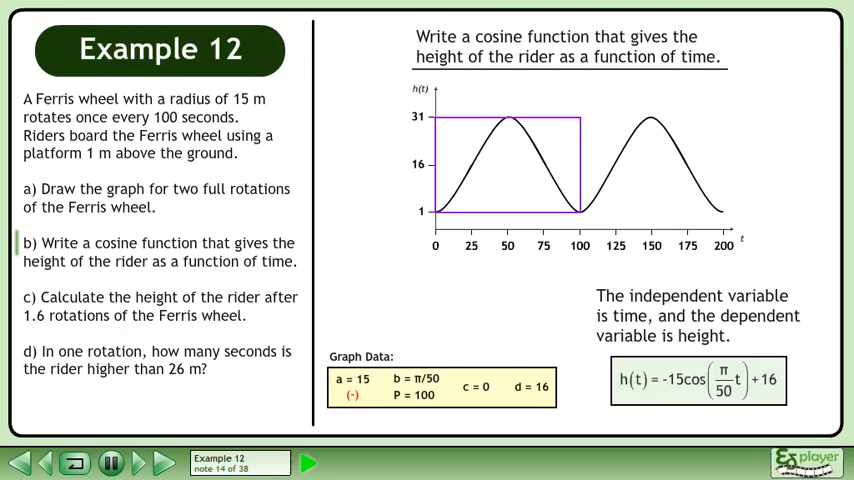 Example 12
A Ferris wheel with a radius of 15 m
rotates once every 100 seconds.
Riders board the Ferris wheel using a
platform 1 m above the ground.
a) Draw the graph for two full rotations
of the Ferris wheel.
b) Write a cosine function that gives the
height of the rider as a function of time.
c) Calculate the height of the rider after
1.6 rotations of the Ferris wheel.
d) In one rotation, how many seconds is
the rider higher than 26 m?
Write a cosine function that gives the
height of the rider as a function of time.
h(t)
31
16
1
0 25 50 75 100 125 150 175 200 t
The independent variable
is time, and the dependent
variable is height.
Graph Data:
a = 15 b = π/50 c = 0 d = 16
(-) P = 100
h(t) = -15cos(π/50 t) + 16
Example 12
note 14 of 38
player